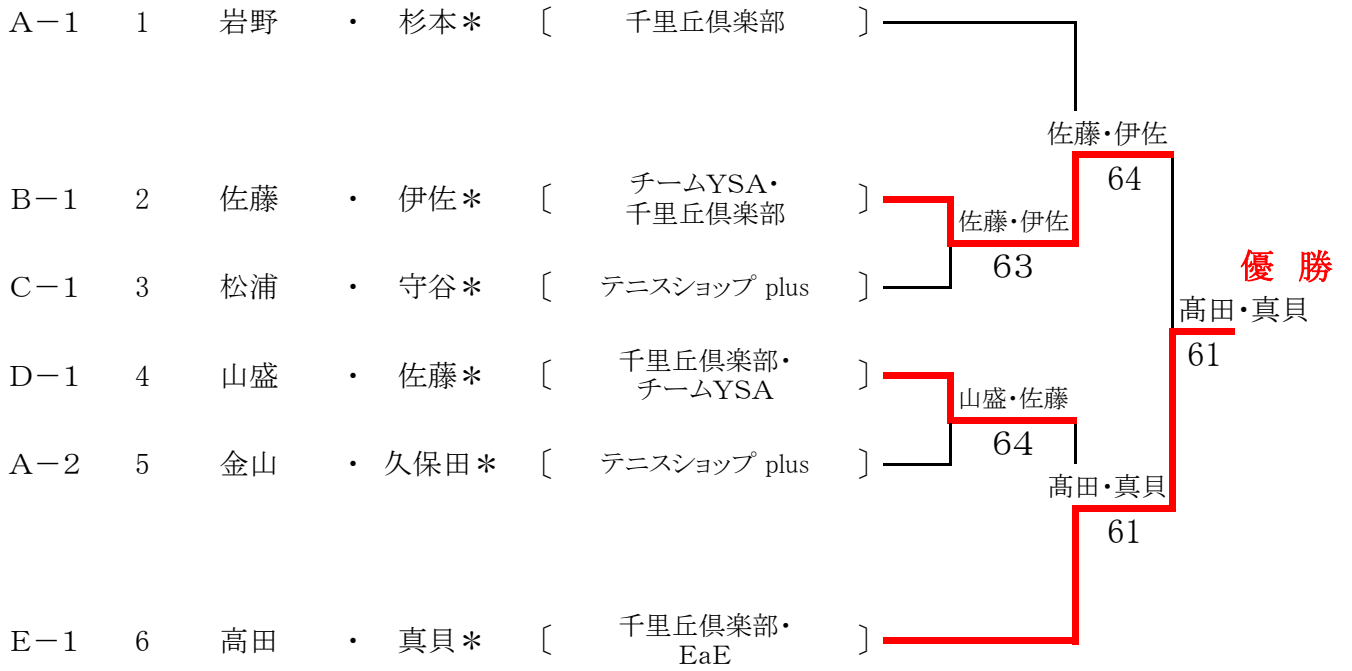 A－1 1 岩野 ・ 杉本＊ 〔 千里丘倶楽部 〕
佐藤・伊佐
64
B－1 2 佐藤 ・ 伊佐＊ 〔 チームYSA・
千里丘倶楽部 〕
佐藤・伊佐
63
C－1 3 松浦 ・ 守谷＊ 〔 テニスショップ plus 〕
優 勝
髙田・真貝
61
D－1 4 山盛 ・ 佐藤＊ 〔 千里丘倶楽部・
チームYSA 〕
山盛・佐藤
64
A－2 5 金山 ・ 久保田＊ 〔 テニスショップ plus 〕
髙田・真貝
61
E－1 6 高田 ・ 真貝＊ 〔 千里丘倶楽部・
EaE 〕